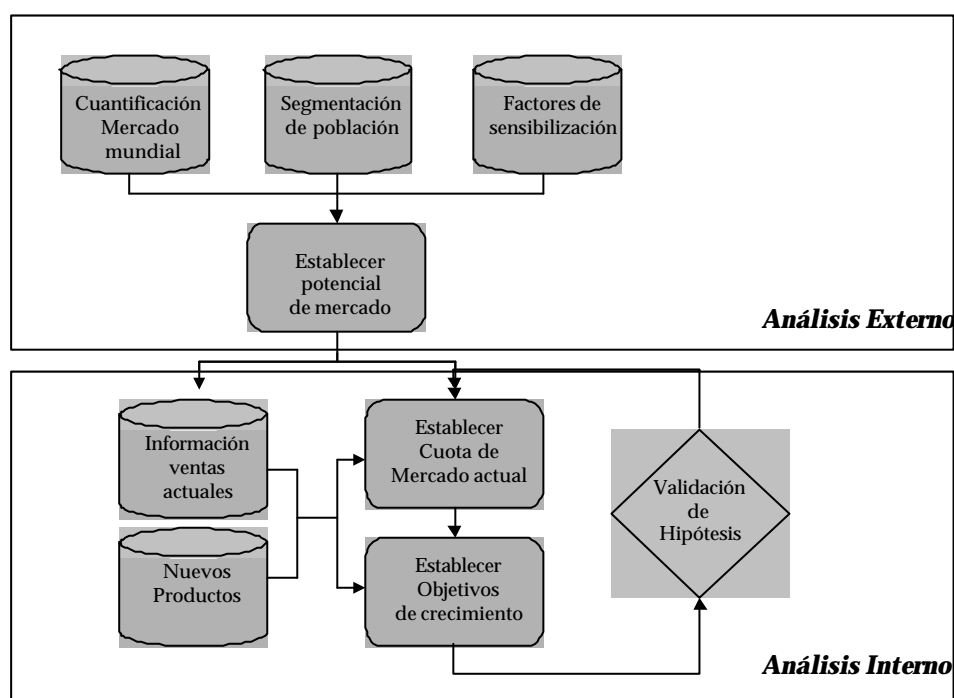 Cuantificación
Mercado
mundial
Segmentación
de población
Factores de
sensibilización
Establecer
potencial
de mercado
Análisis Externo
Información
ventas
actuales
Establecer
Cuota de
Mercado actual
Validación
de
Hipótesis
Nuevos
Productos
Establecer
Objetivos
de crecimiento
Análisis Interno